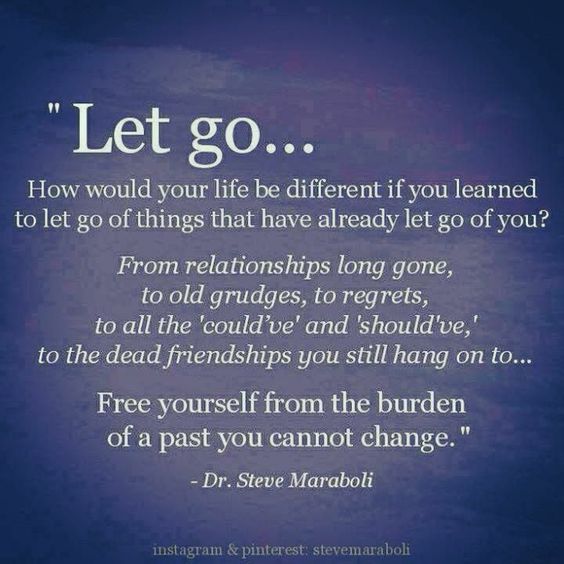 " Let go...
How would your life be different if you learned
to let go of things that have already let go of you?
From relationships long gone,
to old grudges, to regrets,
to all the 'could've' and 'should've,'
to the dead friendships you still hang on to...
Free yourself from the burden
of a past you cannot change."
- Dr. Steve Maraboli
instagram & pinterest: stevemaraboli